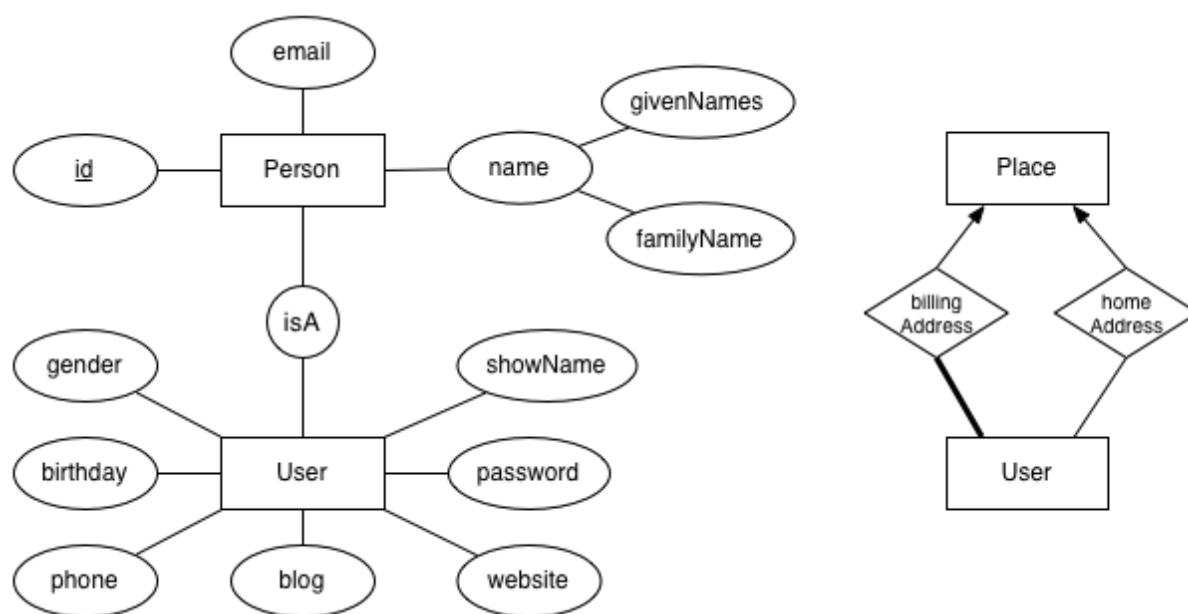 email
givenNames
id
Person
name
familyName
isA
gender
showName
birthday
User
password
phone
blog
website
Place
billing
Address
home
Address
User